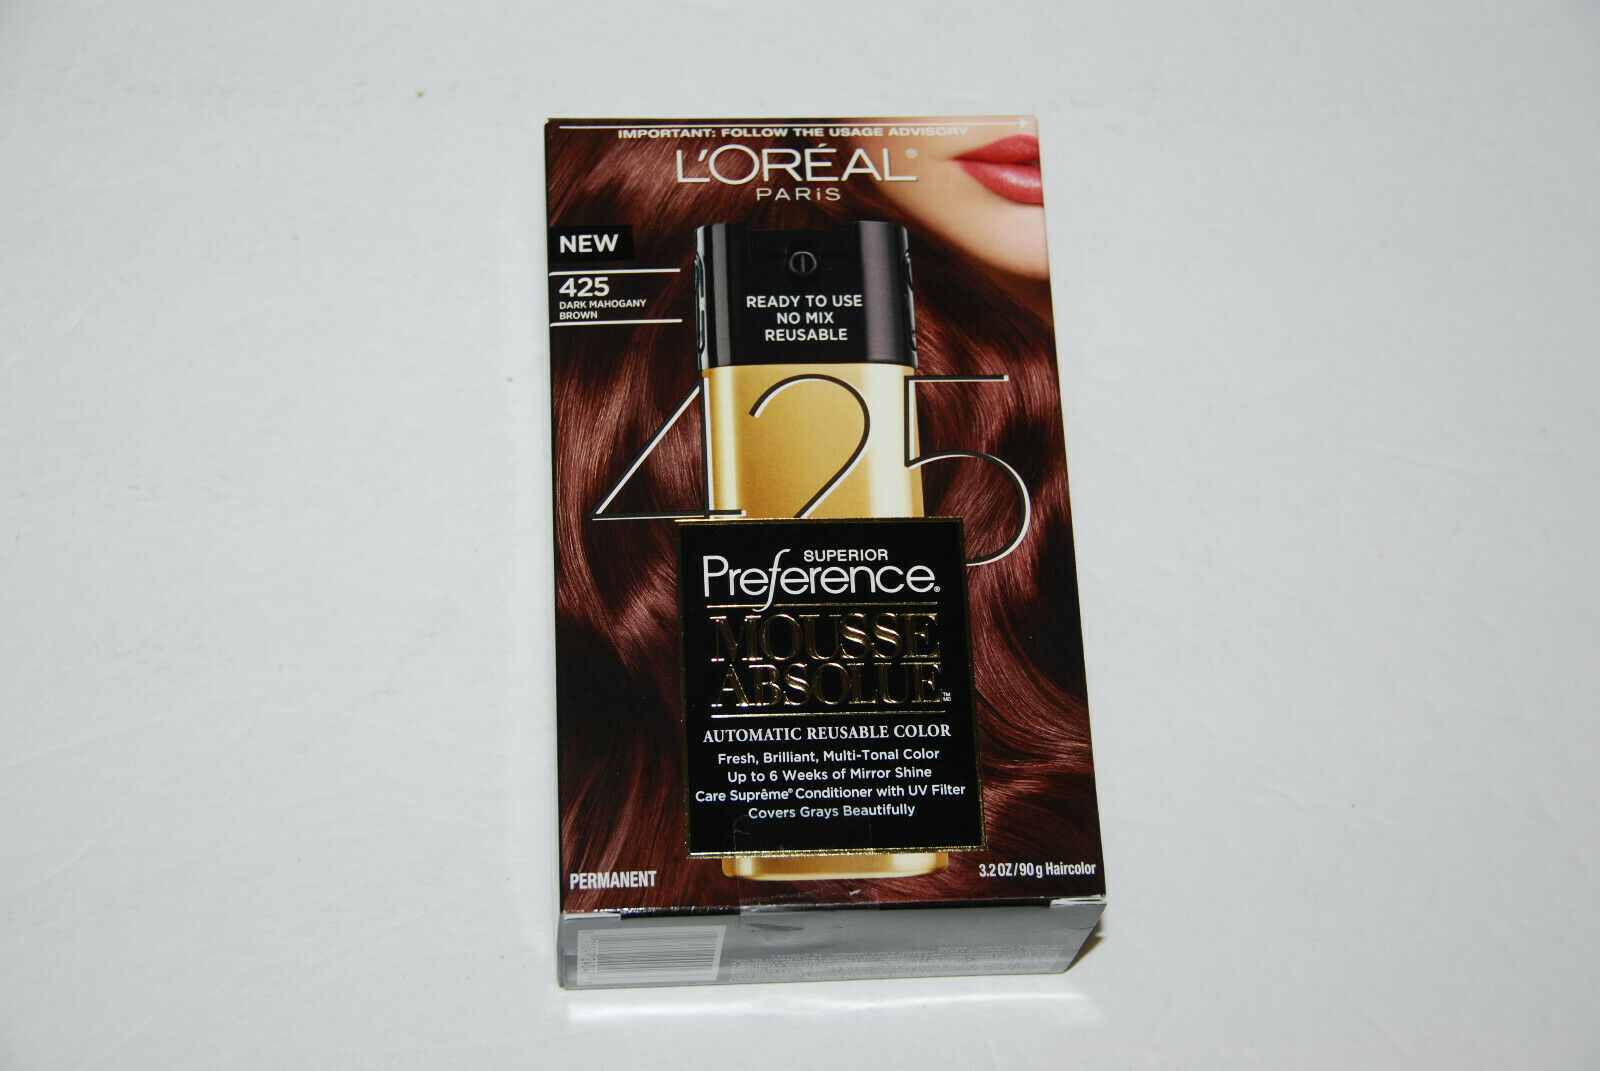 IMPORTANT: FOLLOW THE USAGE ADVISORY
L'ORÉAL®
PARiS
NEW
425
DARK MAHOGANY
BROWN
READY TO USE
NO MIX
REUSABLE
425
SUPERIOR
Preference®
MOUSSE
ABSOLUE™ MC
AUTOMATIC REUSABLE COLOR
Fresh, Brilliant, Multi-Tonal Color
Up to 6 Weeks of Mirror Shine
Care Suprême® Conditioner with UV Filter
Covers Grays Beautifully
PERMANENT
3.2 OZ/90 g Haircolor